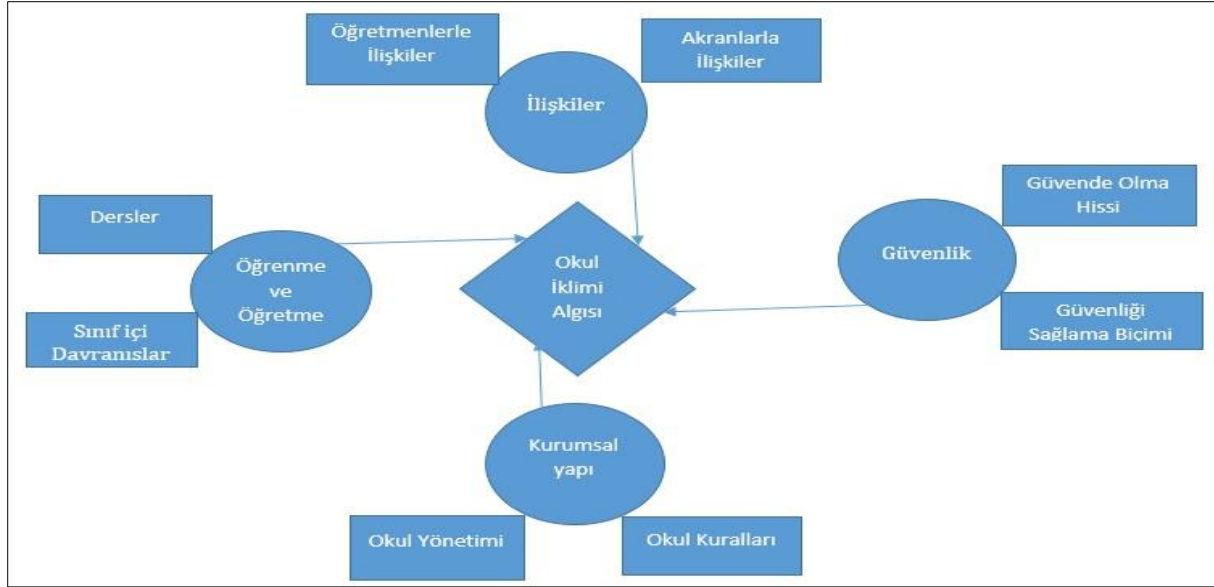 Öğretmenlerle
İlişkiler
Akranlarla
İlişkiler
İlişkiler
Dersler
Öğrenme
ve
Öğretme
Sınıf içi
Davranıslar
Okul
İklimi
Algısı
Güvende Olma
Hissi
Güvenlik
Güvenliği
Sağlama Biçimi
Kurumsal
yapı
Okul Yönetimi
Okul Kuralları